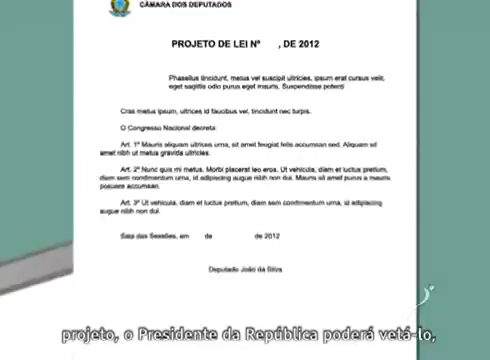 CÂMARA DOS DEPUTADOS
PROJETO DE LEI Nº , DE 2012
Phasellus tincidunt, metus vel suscipit ultricies, ipsum erat cursus velit,
eget sagittis odio purus eget mauris. Suspendisse potenti
Cras metus ipsum, ultrices id faucibus vel, tincidunt nec turpis.
O Congresso Nacional decreta:
Art. 1º Mauris aliquam ultrices urna, sit amet feugiat felis accumsan sed. Aliquam sit
amet nibh ut metus gravida ultricies.
Art. 2º Nunc quis mi metus. Morbi placerat leo eros. Ut vehicula, diam et luctus pretium,
diam sem condimentum urna, id adipiscing augue nibh non dui. Mauris sit amet purus a mauris
posuere accumsan.
Art. 3º Ut vehicula, diam et luctus pretium, diam sem condimentum urna, id adipiscing
augue nibh non dui.
Sala das Sessões, em de de 2012
Deputado João da Silva
projeto, o Presidente da República poderá vetá-lo,